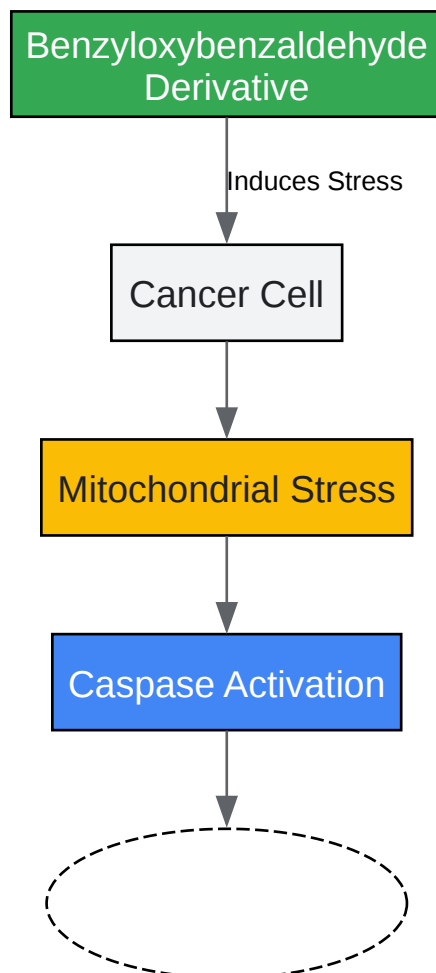 Benzyloxybenzaldehyde
Derivative
Induces Stress
Cancer Cell
Mitochondrial Stress
Caspase Activation